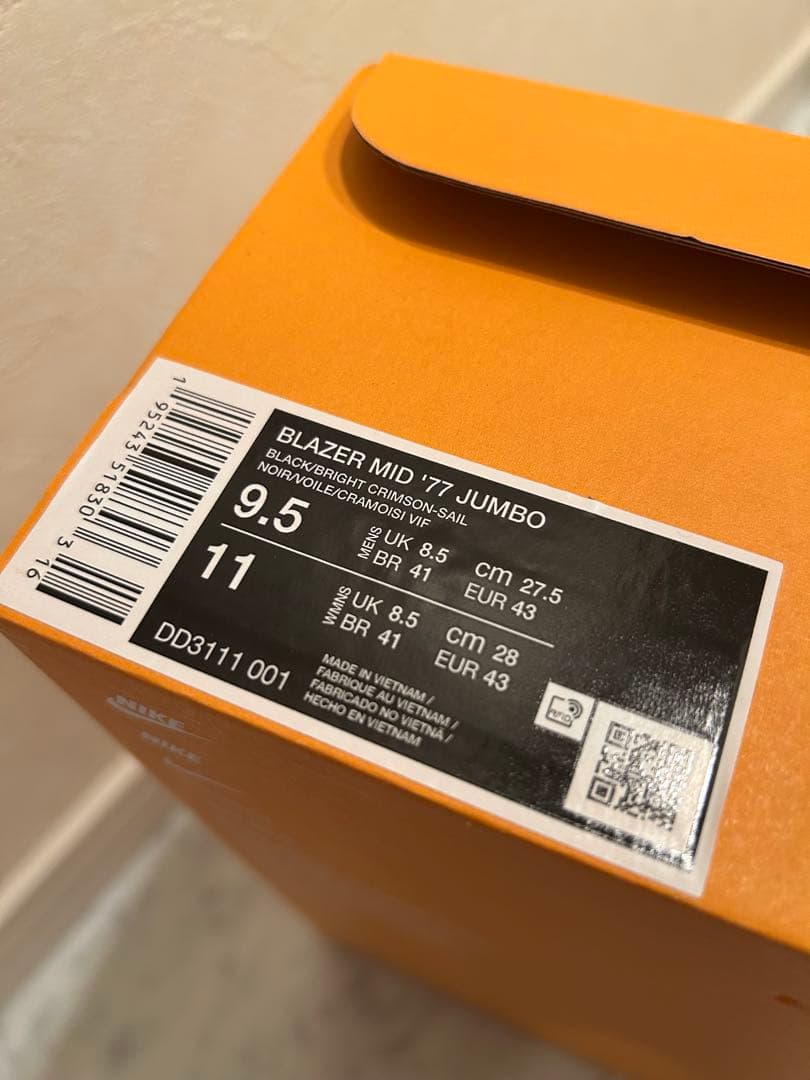 BLAZER MID '77 JUMBO
BLACK/BRIGHT CRIMSON-SAIL
NOIR/VOILE/CRAMOISI VIF
9.5
MENS
UK 8.5
BR 41
cm 27.5
EUR 43
11
WMNS
UK 8.5
BR 41
cm 28
EUR 43
DD3111 001
MADE IN VIETNAM /
FABRIQUE AU VIETNAM /
FABRICADO NO VIETNÃ /
HECHO EN VIETNAM
RFID
1 95243 51830 3 16
NIKE
NIKE